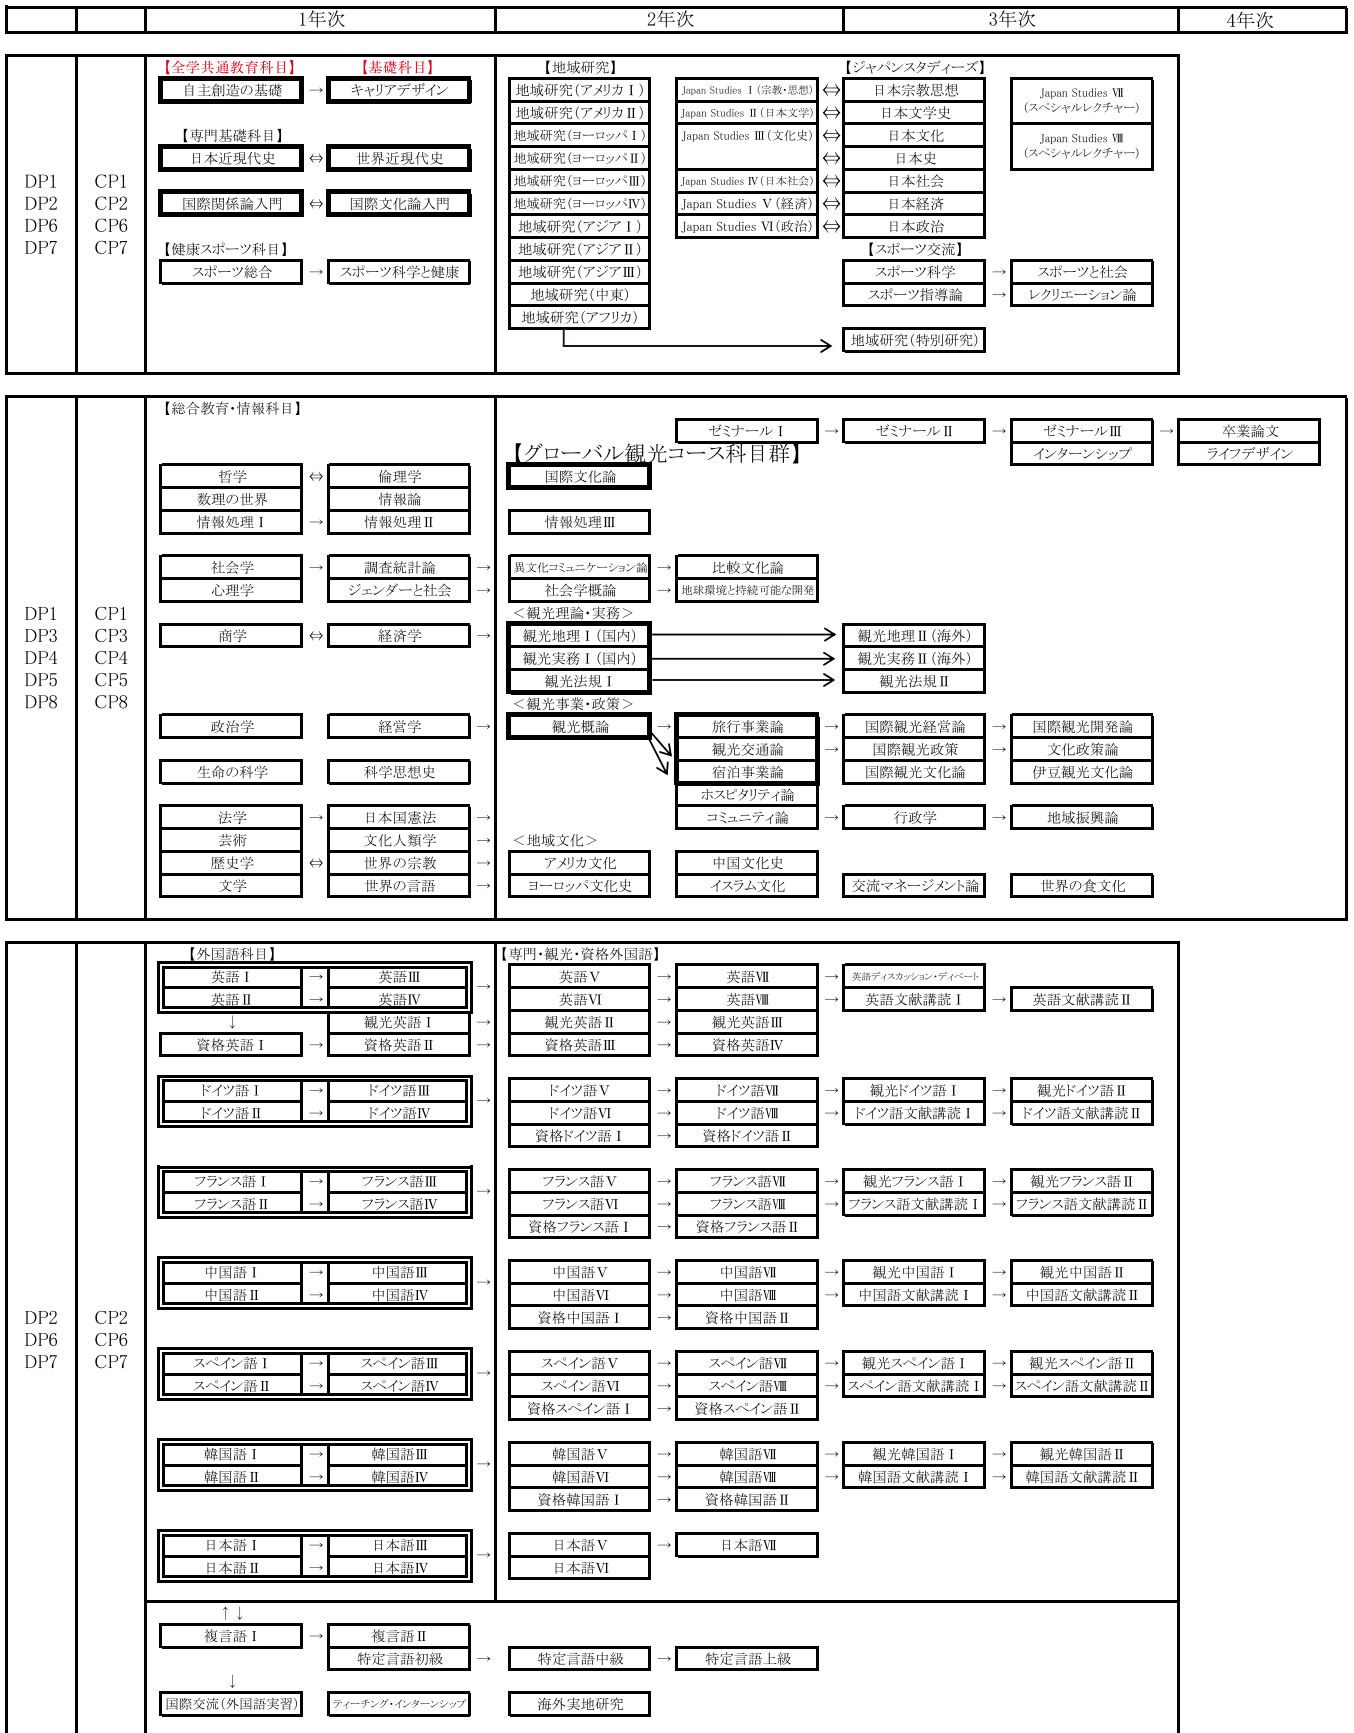 1年次 2年次 3年次 4年次
【全学共通教育科目】 【基礎科目】 【地域研究】 【ジャパンスタディーズ】
自主創造の基礎 → キャリアデザイン 地域研究(アメリカⅠ) Japan Studies Ⅰ(宗教・思想) ⇔ 日本宗教思想 Japan Studies Ⅶ
(スペシャルレクチャー)
地域研究(アメリカⅡ) Japan Studies Ⅱ(日本文学) ⇔ 日本文学史
【専門基礎科目】 地域研究(ヨーロッパⅠ) Japan Studies Ⅲ(文化史) ⇔ 日本文化 Japan Studies Ⅷ
(スペシャルレクチャー)
日本近現代史 ⇔ 世界近現代史 地域研究(ヨーロッパⅡ) ⇔ 日本史
DP1 CP1 地域研究(ヨーロッパⅢ) Japan Studies Ⅳ(日本社会) ⇔ 日本社会
DP2 CP2 国際関係論入門 ⇔ 国際文化論入門 地域研究(ヨーロッパⅣ) Japan Studies Ⅴ(経済) ⇔ 日本経済
DP6 CP6 地域研究(アジアⅠ) Japan Studies Ⅵ(政治) ⇔ 日本政治
DP7 CP7 【健康スポーツ科目】 地域研究(アジアⅡ) 【スポーツ交流】
スポーツ総合 → スポーツ科学と健康 地域研究(アジアⅢ) スポーツ科学 → スポーツと社会
地域研究(中東) スポーツ指導論 → レクリエーション論
地域研究(アフリカ)
地域研究(特別研究)
【総合教育・情報科目】
ゼミナールⅠ → ゼミナールⅡ → ゼミナールⅢ → 卒業論文
【グローバル観光コース科目群】 インターンシップ ライフデザイン
哲学 ⇔ 倫理学 国際文化論
数理の世界 情報論
情報処理Ⅰ → 情報処理Ⅱ 情報処理Ⅲ
社会学 → 調査統計論 → 異文化コミュニケーション論 → 比較文化論
心理学 ジェンダーと社会 → 社会学概論 → 地球環境と持続可能な開発
DP1 CP1 <観光理論・実務>
DP3 CP3 商学 ⇔ 経済学 → 観光地理Ⅰ(国内) 観光地理Ⅱ(海外)
DP4 CP4 観光実務Ⅰ(国内) 観光実務Ⅱ(海外)
DP5 CP5 観光法規Ⅰ 観光法規Ⅱ
DP8 CP8 <観光事業・政策>
政治学 経営学 → 観光概論 → 旅行事業論 → 国際観光経営論 国際観光開発論
観光交通論 → 国際観光政策 → 文化政策論
生命の科学 科学思想史 宿泊事業論 国際観光文化論 伊豆観光文化論
ホスピタリティ論
法学 → 日本国憲法 → コミュニティ論 → 行政学 → 地域振興論
芸術 文化人類学 → <地域文化>
歴史学 ⇔ 世界の宗教 → アメリカ文化 中国文化史
文学 世界の言語 → ヨーロッパ文化史 イスラム文化 交流マネージメント論 世界の食文化
【外国語科目】 【専門・観光・資格外国語】
英語Ⅰ → 英語Ⅲ → 英語Ⅴ → 英語Ⅶ → 英語ディスカッション・ディベート
英語Ⅱ → 英語Ⅳ 英語Ⅵ → 英語Ⅷ → 英語文献講読Ⅰ → 英語文献講読Ⅱ
↓ 観光英語Ⅰ → 観光英語Ⅱ → 観光英語Ⅲ
資格英語Ⅰ → 資格英語Ⅱ → 資格英語Ⅲ → 資格英語Ⅳ
ドイツ語Ⅰ → ドイツ語Ⅲ → ドイツ語Ⅴ → ドイツ語Ⅶ → 観光ドイツ語Ⅰ → 観光ドイツ語Ⅱ
ドイツ語Ⅱ → ドイツ語Ⅳ ドイツ語Ⅵ → ドイツ語Ⅷ → ドイツ語文献講読Ⅰ → ドイツ語文献講読Ⅱ
資格ドイツ語Ⅰ → 資格ドイツ語Ⅱ
フランス語Ⅰ → フランス語Ⅲ → フランス語Ⅴ → フランス語Ⅶ → 観光フランス語Ⅰ → 観光フランス語Ⅱ
フランス語Ⅱ → フランス語Ⅳ フランス語Ⅵ → フランス語Ⅷ → フランス語文献講読Ⅰ → フランス語文献講読Ⅱ
資格フランス語Ⅰ → 資格フランス語Ⅱ
中国語Ⅰ → 中国語Ⅲ → 中国語Ⅴ → 中国語Ⅶ → 観光中国語Ⅰ → 観光中国語Ⅱ
中国語Ⅱ → 中国語Ⅳ 中国語Ⅵ → 中国語Ⅷ → 中国語文献講読Ⅰ → 中国語文献講読Ⅱ
DP2 CP2 資格中国語Ⅰ → 資格中国語Ⅱ
DP6 CP6
DP7 CP7 スペイン語Ⅰ → スペイン語Ⅲ → スペイン語Ⅴ → スペイン語Ⅶ → 観光スペイン語Ⅰ → 観光スペイン語Ⅱ
スペイン語Ⅱ → スペイン語Ⅳ スペイン語Ⅵ → スペイン語Ⅷ → スペイン語文献講読Ⅰ → スペイン語文献講読Ⅱ
資格スペイン語Ⅰ → 資格スペイン語Ⅱ
韓国語Ⅰ → 韓国語Ⅲ → 韓国語Ⅴ → 韓国語Ⅶ → 観光韓国語Ⅰ → 観光韓国語Ⅱ
韓国語Ⅱ → 韓国語Ⅳ 韓国語Ⅵ → 韓国語Ⅷ → 韓国語文献講読Ⅰ → 韓国語文献講読Ⅱ
資格韓国語Ⅰ → 資格韓国語Ⅱ
日本語Ⅰ → 日本語Ⅲ → 日本語Ⅴ → 日本語Ⅶ
日本語Ⅱ → 日本語Ⅳ 日本語Ⅵ
↑↓
複言語Ⅰ → 複言語Ⅱ
特定言語初級 → 特定言語中級 → 特定言語上級
↓
国際交流(外国語実習) ティーチング・インターンシップ 海外実地研究